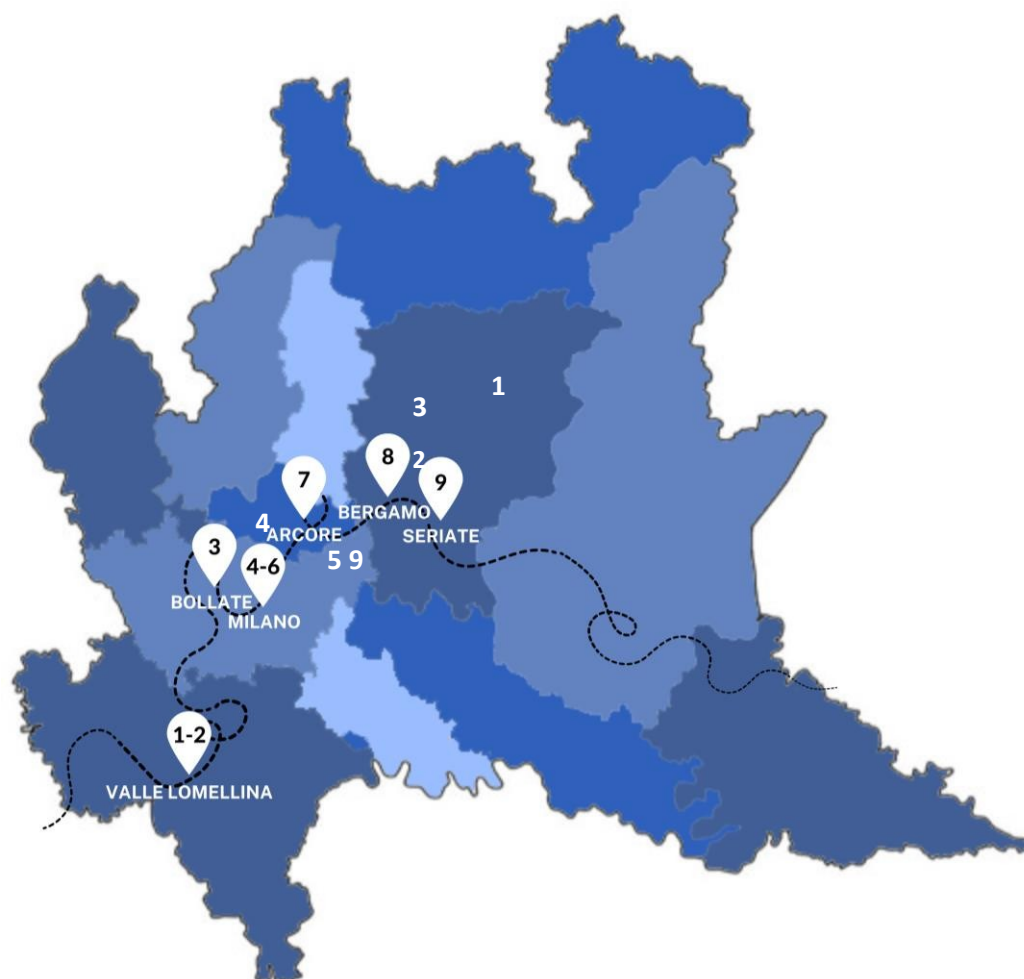 1
3
8
2
9
7
BERGAMO
SERIATE
4
ARCORE
5 9
3
4-6
BOLLATE
MILANO
1-2
VALLE LOMELLINA